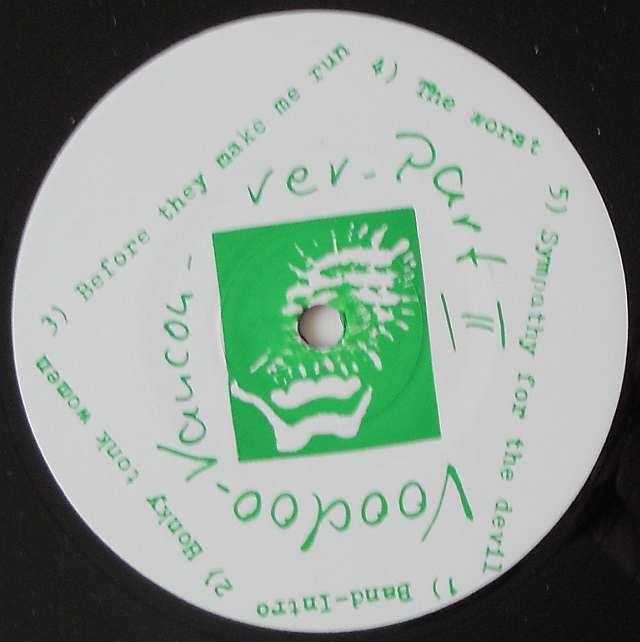 Voodoo-Vancou-
ver-Part II
1) Band-Intro
2) Honky tonk women
3) Before they make me run
4) The worst
5) Sympathy for the devil